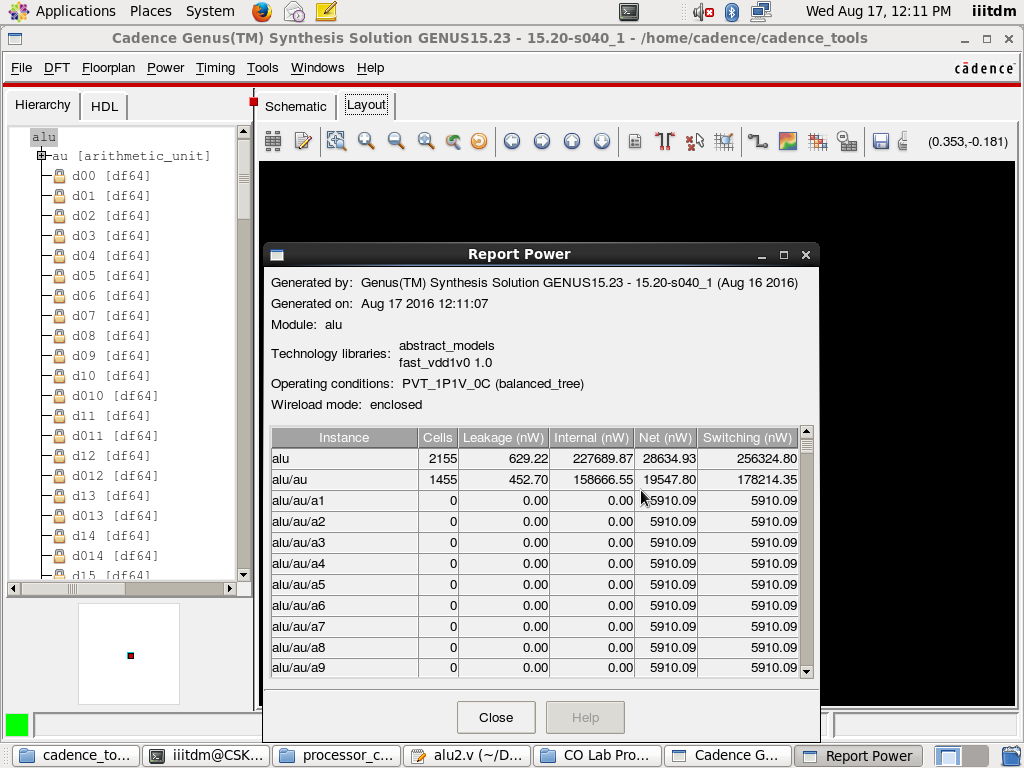 Applications Places System Wed Aug 17, 12:11 PM iiitdm
Cadence Genus(TM) Synthesis Solution GENUS15.23 - 15.20-s040_1 - /home/cadence/cadence_tools
File DFT Floorplan Power Timing Tools Windows Help cādence
Hierarchy HDL Schematic Layout
(0.353,-0.181)
alu
au [arithmetic_unit]
d00 [df64]
d01 [df64]
d02 [df64]
d03 [df64]
d04 [df64]
d05 [df64]
d06 [df64]
d07 [df64]
d08 [df64]
d09 [df64]
d10 [df64]
d010 [df64]
d11 [df64]
d011 [df64]
d12 [df64]
d012 [df64]
d13 [df64]
d013 [df64]
d14 [df64]
d014 [df64]
d15 [df64]
Report Power
Generated by: Genus(TM) Synthesis Solution GENUS15.23 - 15.20-s040_1 (Aug 16 2016)
Generated on: Aug 17 2016 12:11:07
Module: alu
Technology libraries: abstract_models
fast_vdd1v0 1.0
Operating conditions: PVT_1P1V_0C (balanced_tree)
Wireload mode: enclosed
Instance Cells Leakage (nW) Internal (nW) Net (nW) Switching (nW)
alu 2155 629.22 227689.87 28634.93 256324.80
alu/au 1455 452.70 158666.55 19547.80 178214.35
alu/au/a1 0 0.00 0.00 5910.09 5910.09
alu/au/a2 0 0.00 0.00 5910.09 5910.09
alu/au/a3 0 0.00 0.00 5910.09 5910.09
alu/au/a4 0 0.00 0.00 5910.09 5910.09
alu/au/a5 0 0.00 0.00 5910.09 5910.09
alu/au/a6 0 0.00 0.00 5910.09 5910.09
alu/au/a7 0 0.00 0.00 5910.09 5910.09
alu/au/a8 0 0.00 0.00 5910.09 5910.09
alu/au/a9 0 0.00 0.00 5910.09 5910.09
Close Help
cadence_to... iiitdm@CSK... processor_c... alu2.v (~/D... CO Lab Pro... Cadence G... Report Power